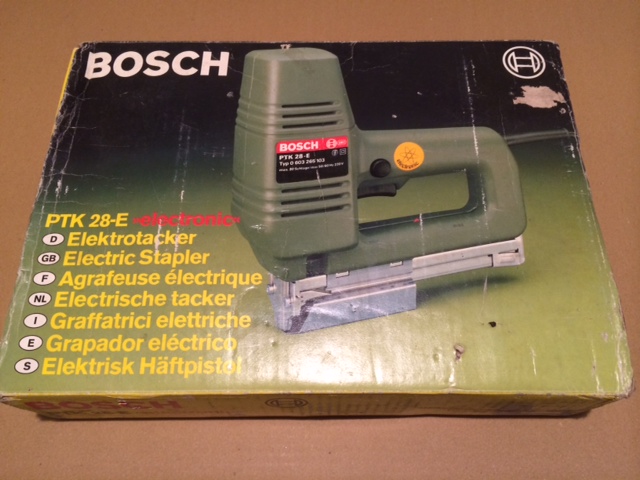 BOSCH
BOSCH
PTK 28-E
Typ 0 603 265 103
PTK 28-E »electronic«
D Elektrotacker
GB Electric Stapler
F Agrafeuse électrique
NL Electrische tacker
I Graffatrici elettriche
E Grapador eléctrico
S Elektrisk Häftpistol
BOSCH